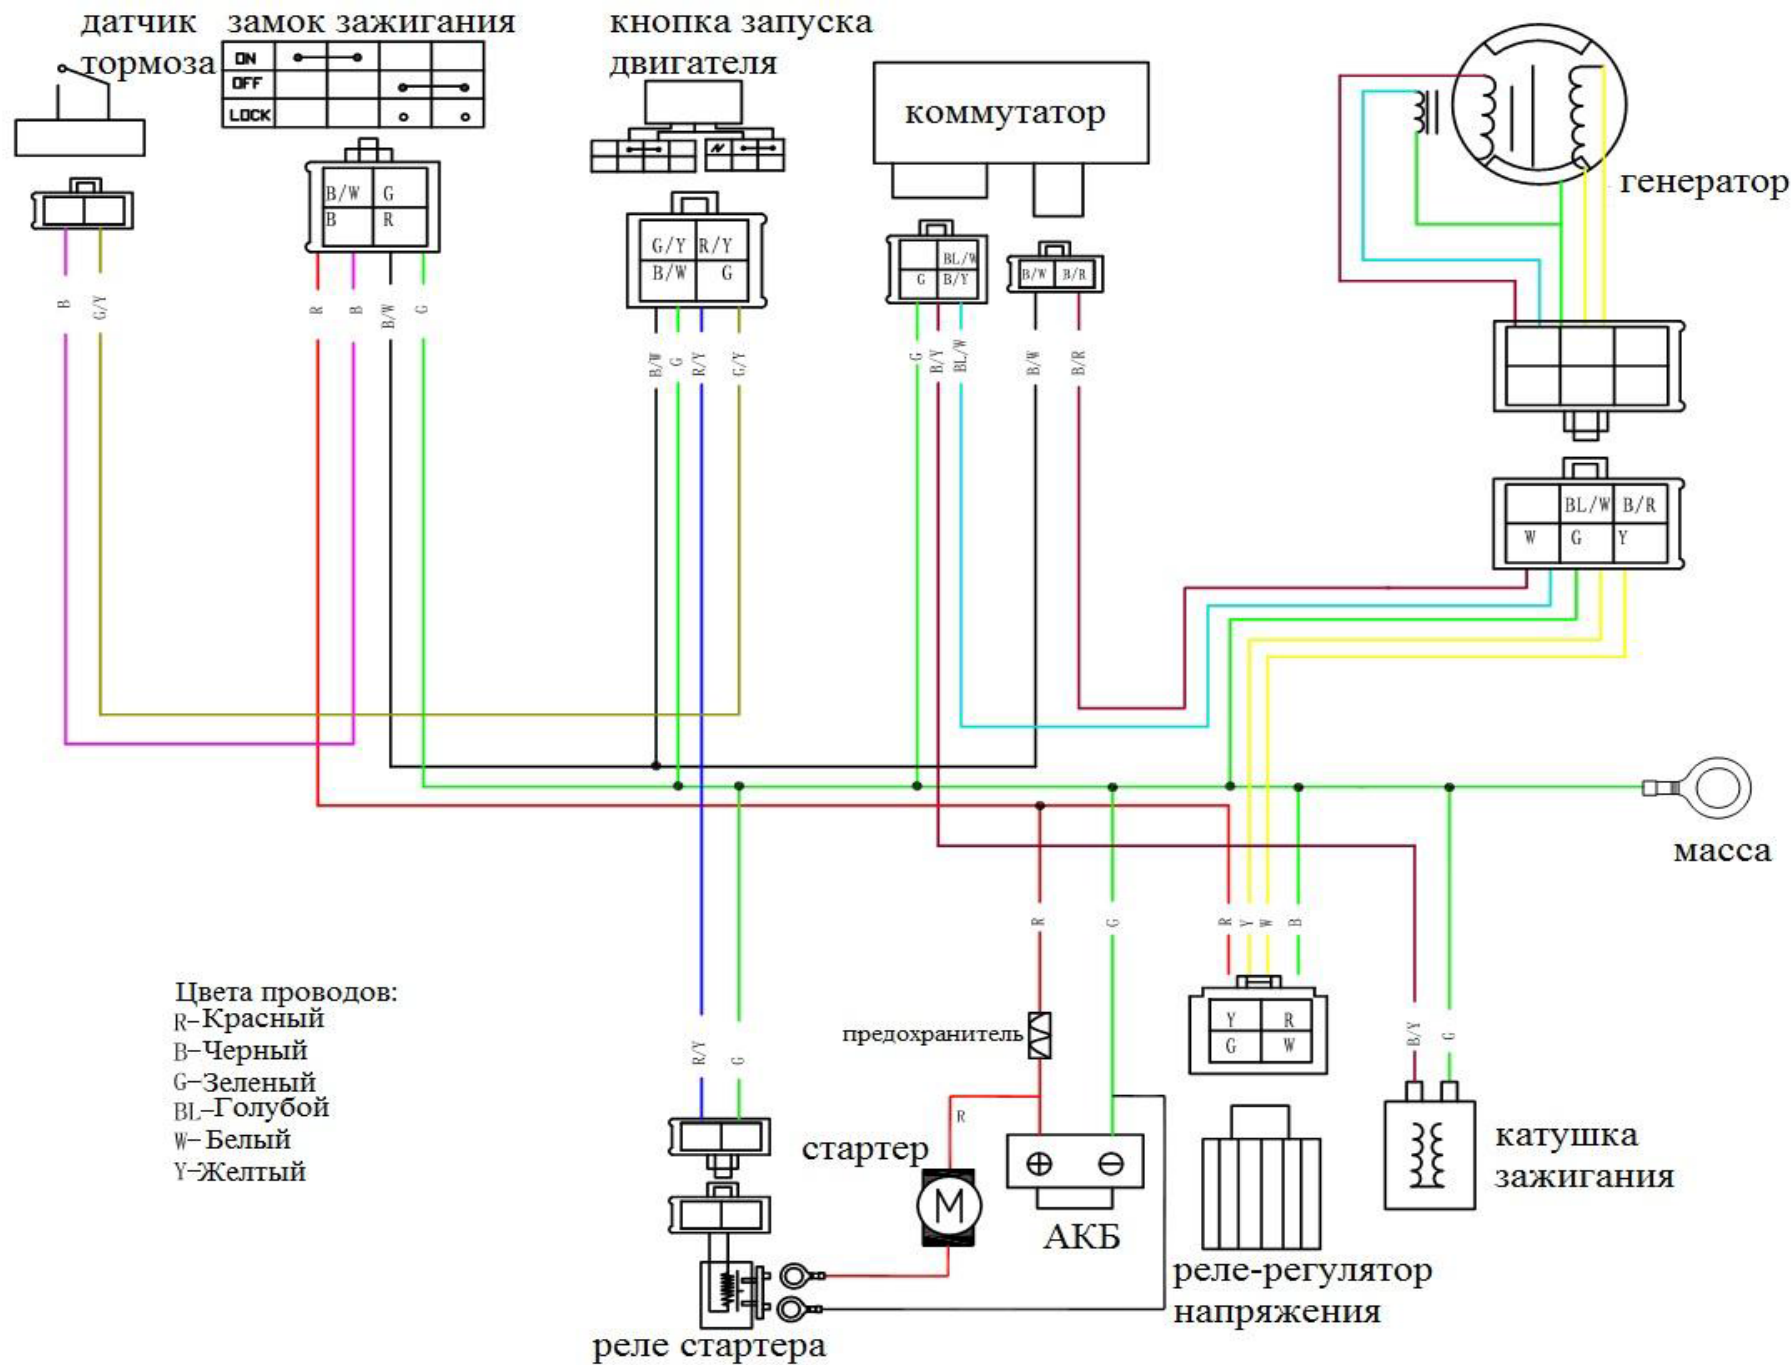 датчик
тормоза
замок зажигания
ON
OFF
LOCK
кнопка запуска
двигателя
N
коммутатор
генератор
B/W G
B R
G/Y R/Y
B/W G
BL/W
G B/Y
B/W B/R
B
G/Y
R
B
B/W
G
B/W
G
R/Y
G/Y
G
B/Y
BL/W
B/W
B/R
BL/W B/R
W G Y
масса
R
G
R
Y
W
B
Цвета проводов:
R-Красный
B-Черный
G-Зеленый
BL-Голубой
W-Белый
Y-Желтый
R/Y
G
предохранитель
R
Y R
G W
B/Y
G
стартер
M
АКБ
катушка
зажигания
реле-регулятор
напряжения
реле стартера